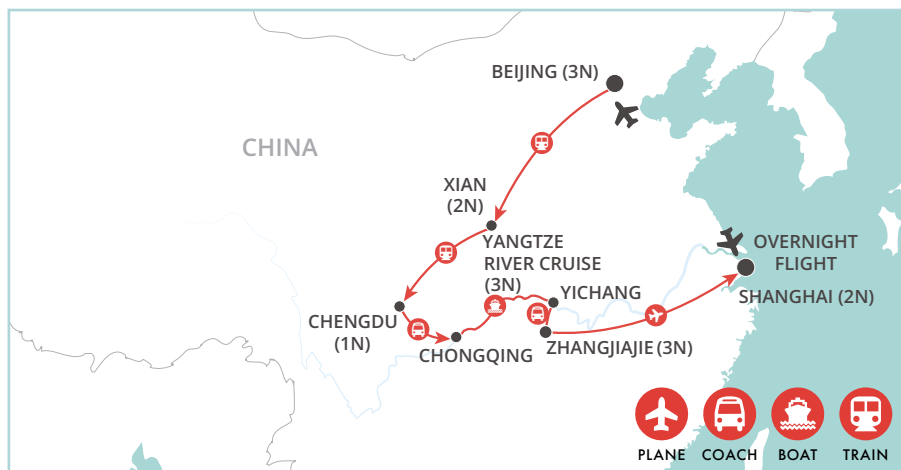 BEIJING (3N)
CHINA
XIAN
(2N)
YANGTZE
RIVER CRUISE
(3N)
OVERNIGHT
FLIGHT
YICHANG
SHANGHAI (2N)
CHENGDU
(1N)
CHONGQING
ZHANGJIAJIE (3N)
PLANE COACH BOAT TRAIN